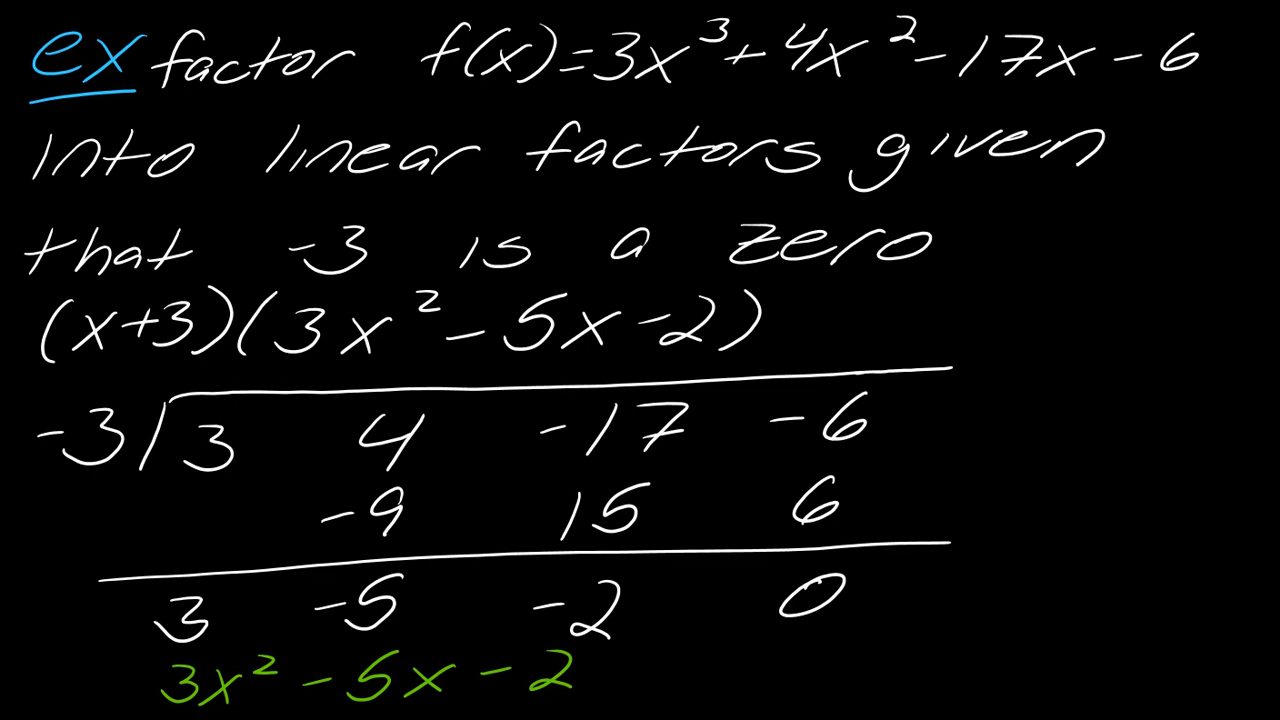 ex factor f(x)=3x³+4x²-17x-6
into linear factors given
that -3 is a zero
(x+3)(3x²-5x-2)
-3 3 4 -17 -6
-9 15 6
3 -5 -2 0
3x²-5x-2